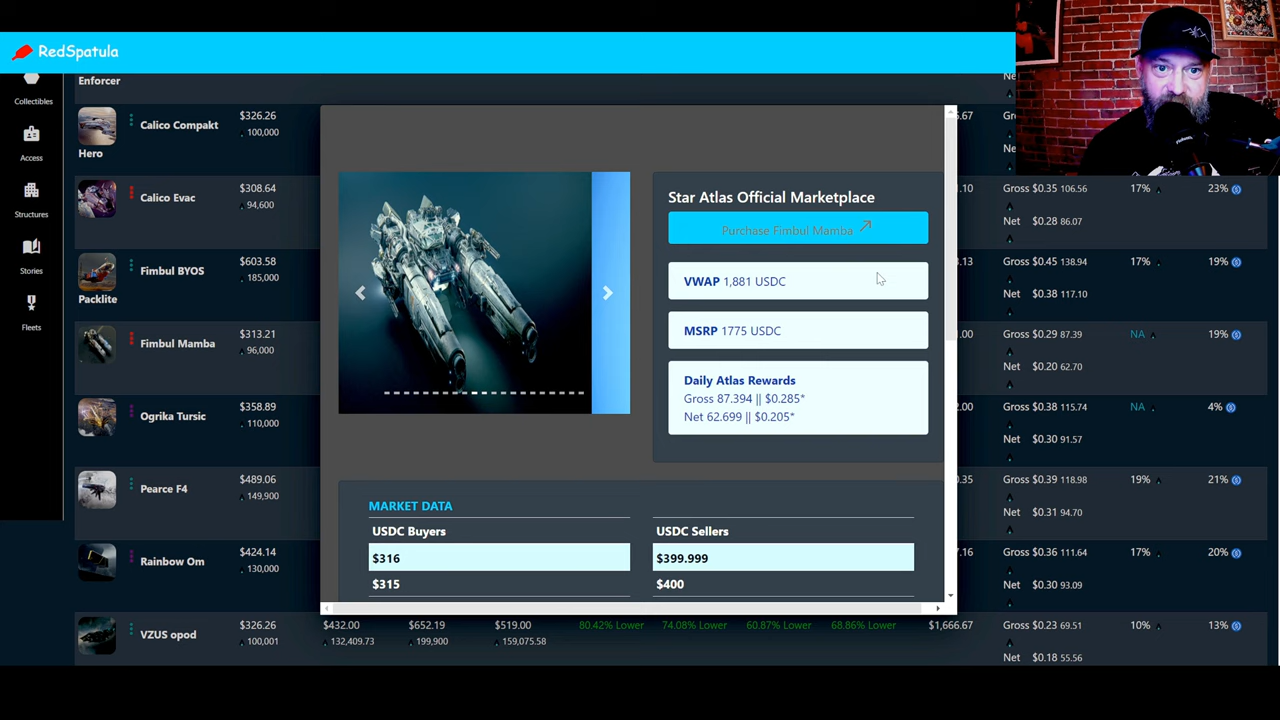 RedSpatula
Enforcer
Collectibles
Access
Structures
Stories
Fleets
Calico Compakt
Hero
$326.26
100,000
Calico Evac
$308.64
94,600
.10
Gross $0.35 106.56
Net $0.28 86.07
17%
23%
Fimbul BYOS
Packlite
$603.58
185,000
.13
Gross $0.45 138.94
Net $0.38 117.10
17%
19%
Fimbul Mamba
$313.21
96,000
.00
Gross $0.29 87.39
Net $0.20 62.70
NA
19%
Ogrika Tursic
$358.89
110,000
2.00
Gross $0.38 115.74
Net $0.30 91.57
NA
4%
Pearce F4
$489.06
149,900
0.35
Gross $0.39 118.98
Net $0.31 94.70
19%
21%
Rainbow Om
$424.14
130,000
7.16
Gross $0.36 111.64
Net $0.30 93.09
17%
20%
VZUS opod
$326.26
100,001
$432.00
132,409.73
$652.19
199,900
$519.00
159,075.58
80.42% Lower
74.08% Lower
60.87% Lower
68.86% Lower
$1,666.67
Gross $0.23 69.51
Net $0.18 55.56
10%
13%
Star Atlas Official Marketplace
Purchase Fimbul Mamba
VWAP 1,881 USDC
MSRP 1775 USDC
Daily Atlas Rewards
Gross 87.394 || $0.285*
Net 62.699 || $0.205*
MARKET DATA
USDC Buyers
$316
$315
USDC Sellers
$399.999
$400